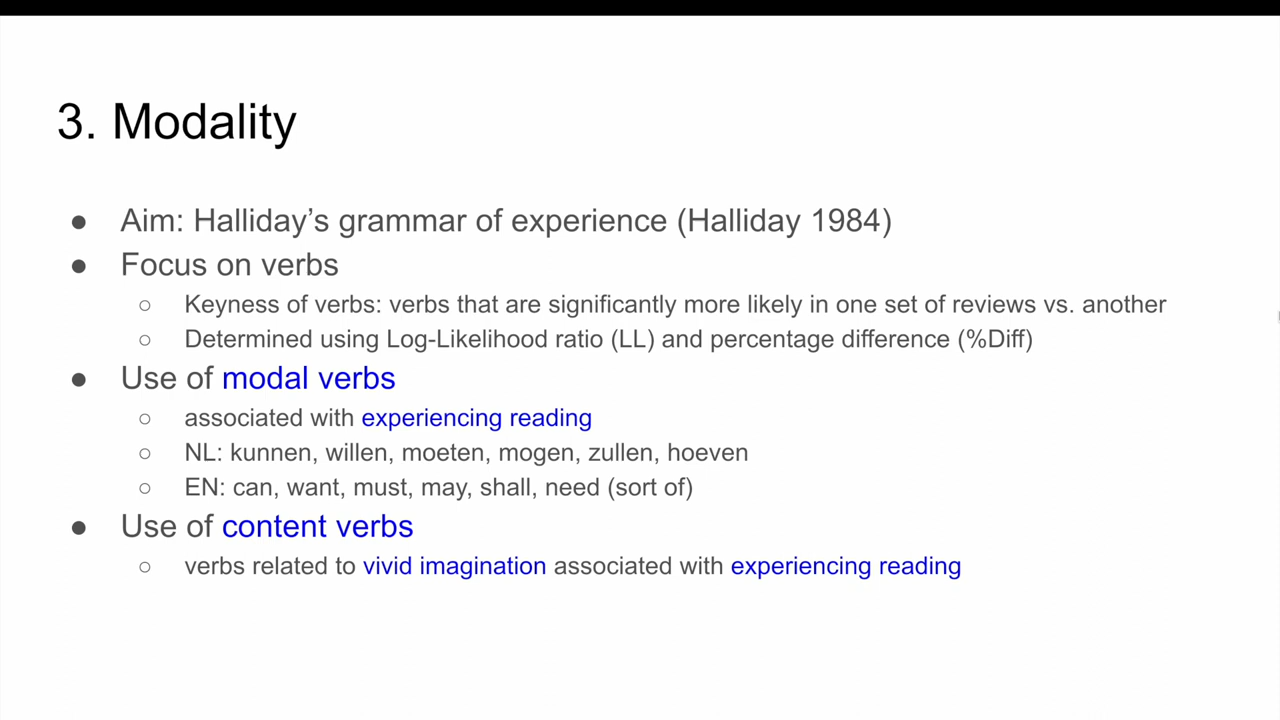 3. Modality
● Aim: Halliday’s grammar of experience (Halliday 1984)
● Focus on verbs
○ Keyness of verbs: verbs that are significantly more likely in one set of reviews vs. another
○ Determined using Log-Likelihood ratio (LL) and percentage difference (%Diff)
● Use of modal verbs
○ associated with experiencing reading
○ NL: kunnen, willen, moeten, mogen, zullen, hoeven
○ EN: can, want, must, may, shall, need (sort of)
● Use of content verbs
○ verbs related to vivid imagination associated with experiencing reading